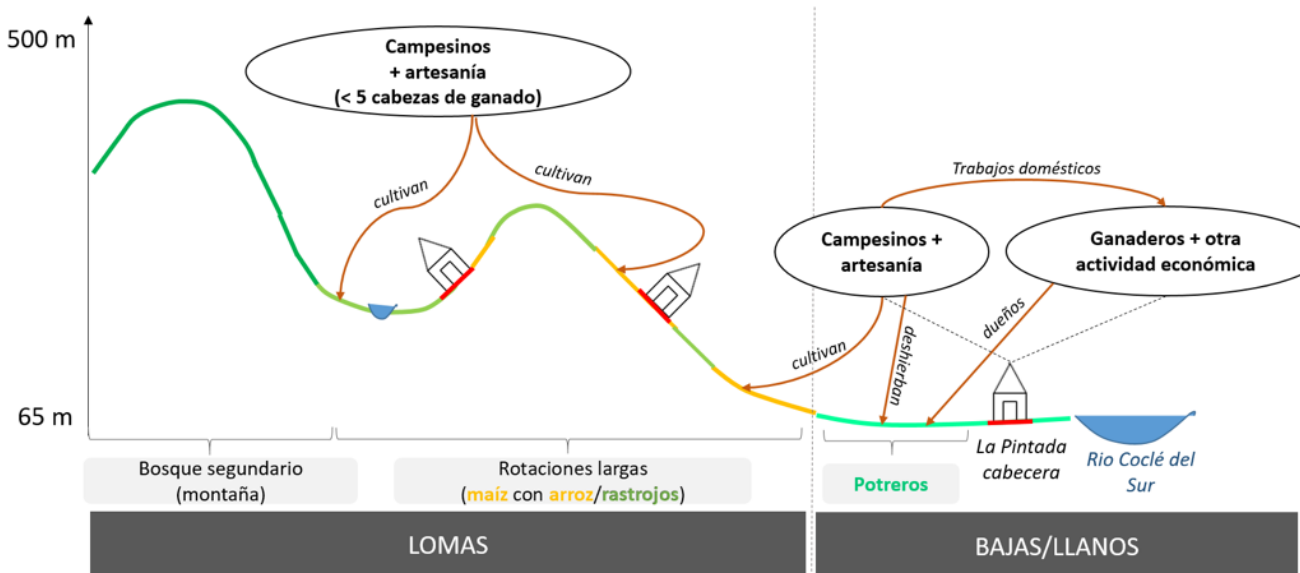 500 m
Campesinos
+ artesanía
(< 5 cabezas de ganado)
cultivan
cultivan
Trabajos domésticos
Campesinos +
artesanía
Ganaderos + otra
actividad económica
cultivan
deshierban
dueños
65 m
Bosque segundario
(montaña)
Rotaciones largas
(maíz con arroz/rastrojos)
Potreros
La Pintada
cabecera
Rio Coclé del
Sur
LOMAS
BAJAS/LLANOS